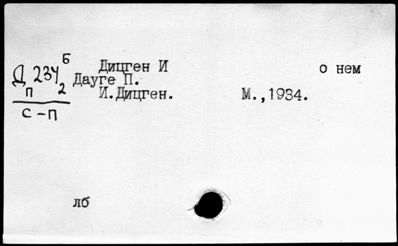 Дицген И о нем
Д 234 б
п 2
Дауге П.
И.Дицген. М.,1934.
с-п
лб